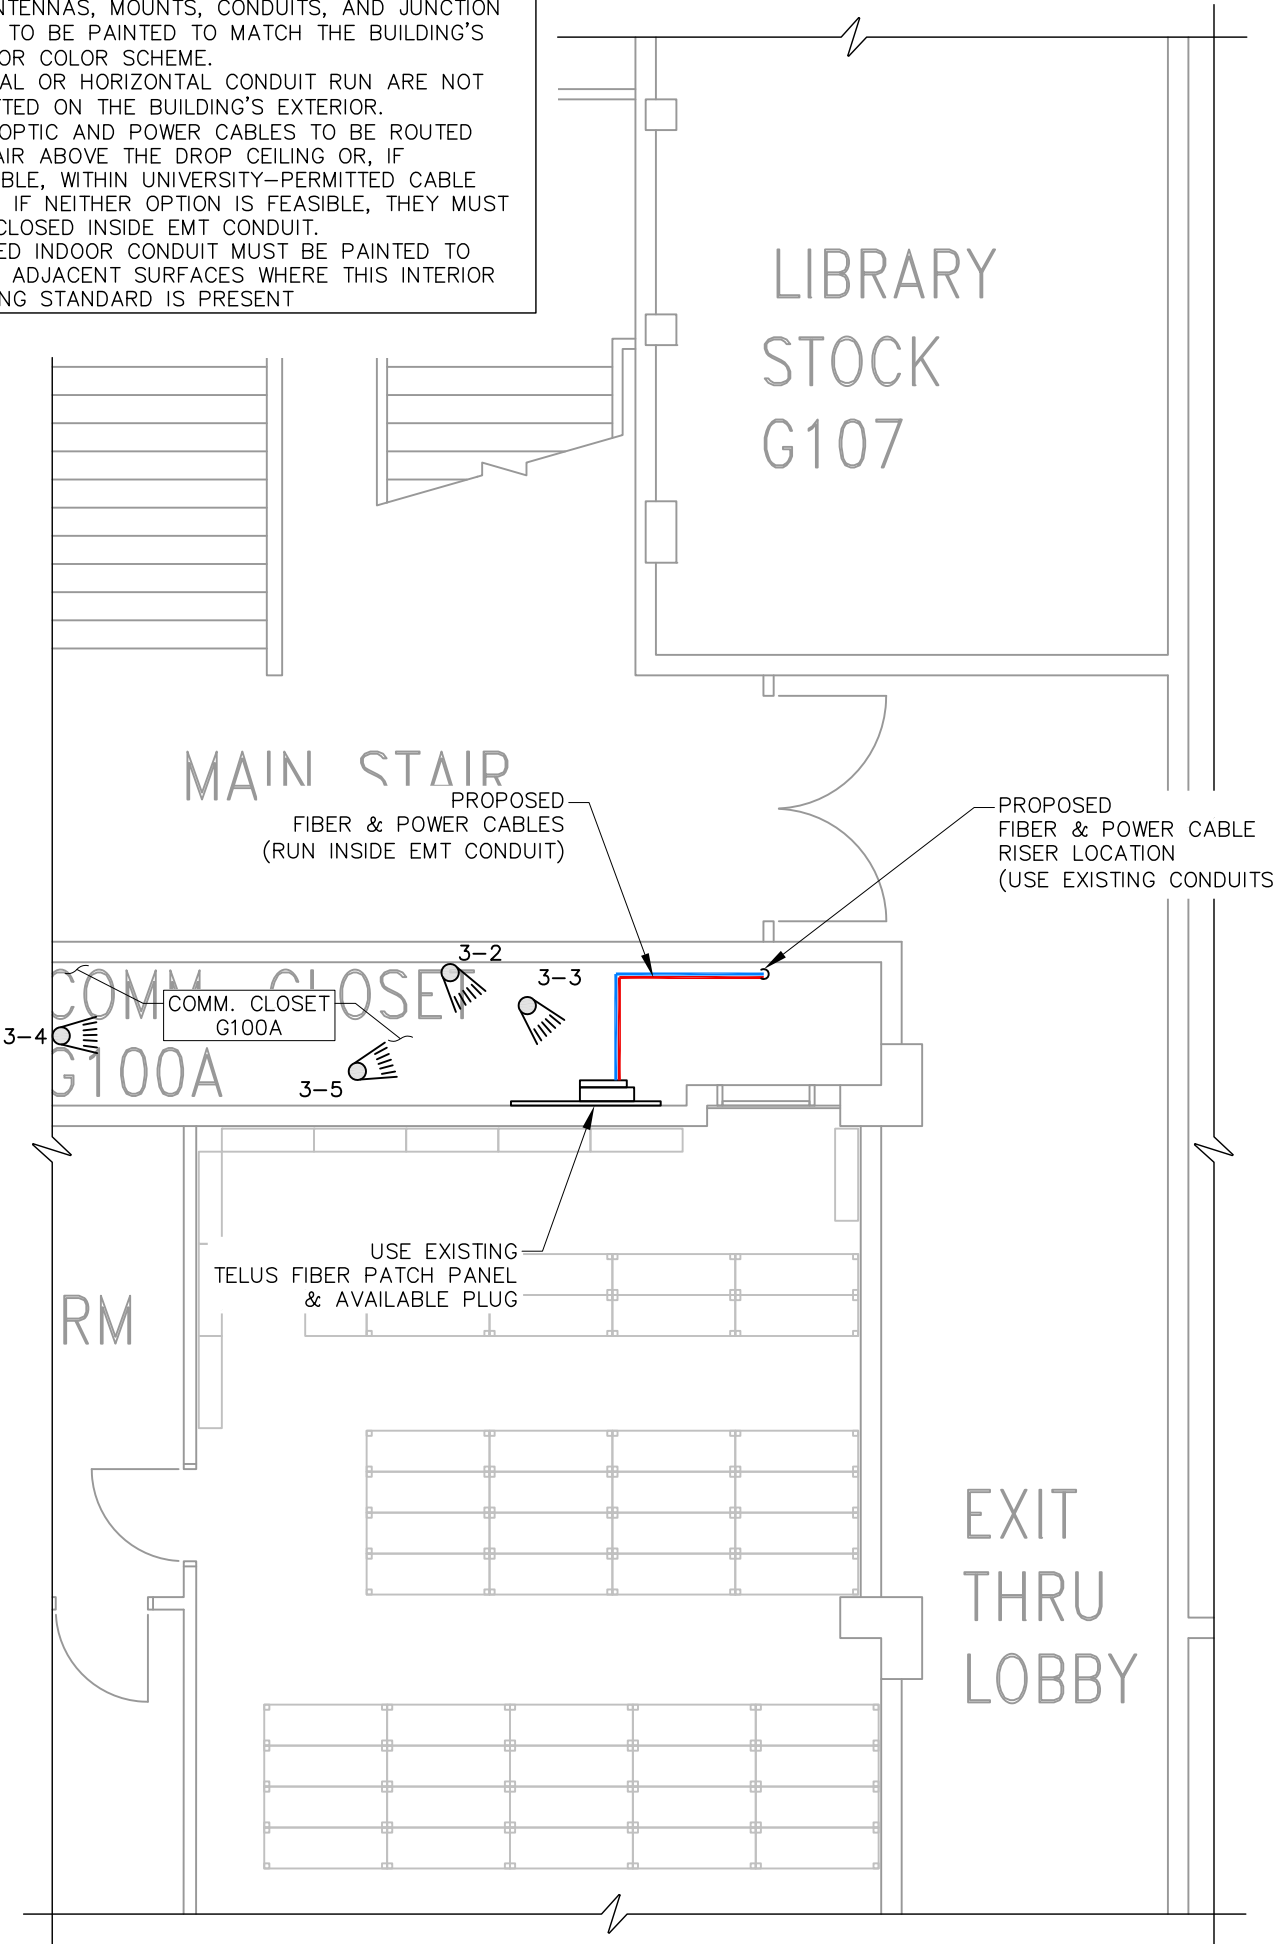 NTENNAS, MOUNTS, CONDUITS, AND JUNCTION
TO BE PAINTED TO MATCH THE BUILDING'S
OR COLOR SCHEME.
AL OR HORIZONTAL CONDUIT RUN ARE NOT
TTED ON THE BUILDING'S EXTERIOR.
OPTIC AND POWER CABLES TO BE ROUTED
AIR ABOVE THE DROP CEILING OR, IF
BLE, WITHIN UNIVERSITY-PERMITTED CABLE
IF NEITHER OPTION IS FEASIBLE, THEY MUST
CLOSED INSIDE EMT CONDUIT.
ED INDOOR CONDUIT MUST BE PAINTED TO
ADJACENT SURFACES WHERE THIS INTERIOR
NG STANDARD IS PRESENT
LIBRARY
STOCK
G107
MAIN STAIR
PROPOSED
FIBER & POWER CABLES
(RUN INSIDE EMT CONDUIT)
PROPOSED
FIBER & POWER CABLE
RISER LOCATION
(USE EXISTING CONDUITS
3-2
3-3
COMM. CLOSET
G100A
COMM. CLOSET
G100A
3-4
3-5
USE EXISTING
TELUS FIBER PATCH PANEL
& AVAILABLE PLUG
RM
EXIT
THRU
LOBBY